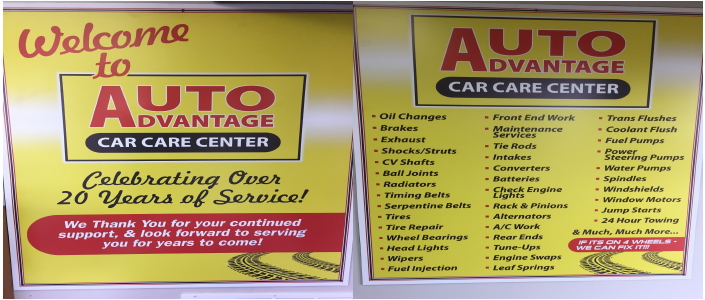 Welcome
to
AUTO
ADVANTAGE
CAR CARE CENTER
Celebrating Over
20 Years of Service!
We Thank You for your continued
support, & look forward to serving
you for years to come!
AUTO
ADVANTAGE
CAR CARE CENTER
• Oil Changes
• Brakes
• Exhaust
• Shocks/Struts
• CV Shafts
• Ball Joints
• Radiators
• Timing Belts
• Serpentine Belts
• Tires
• Tire Repair
• Wheel Bearings
• Head Lights
• Wipers
• Fuel Injection
• Front End Work
• Maintenance
Services
• Tie Rods
• Intakes
• Converters
• Batteries
• Check Engine
Lights
• Rack & Pinions
• Alternators
• A/C Work
• Rear Ends
• Tune-Ups
• Engine Swaps
• Leaf Springs
• Trans Flushes
• Coolant Flush
• Fuel Pumps
• Power
Steering Pumps
• Water Pumps
• Spindles
• Windshields
• Window Motors
• Jump Starts
• 24 Hour Towing
& Much, Much More...
IF ITS ON 4 WHEELS -
WE CAN FIX IT!!!